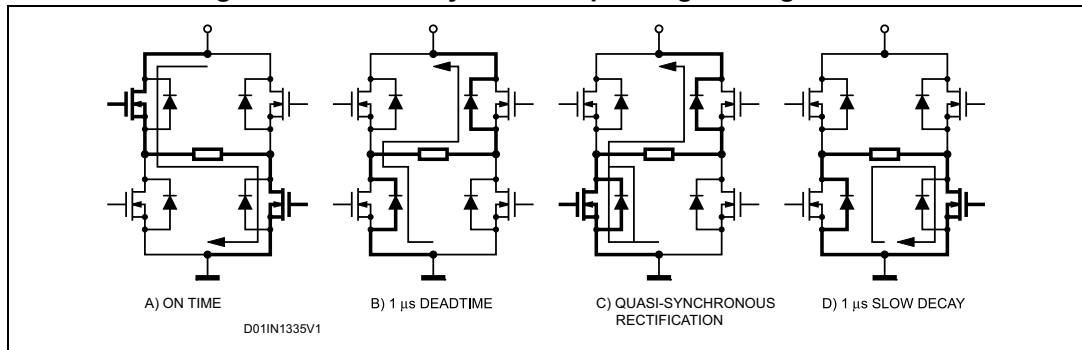 A) ON TIME
B) 1 μs DEADTIME
C) QUASI-SYNCHRONOUS
RECTIFICATION
D) 1 μs SLOW DECAY
D01IN1335V1